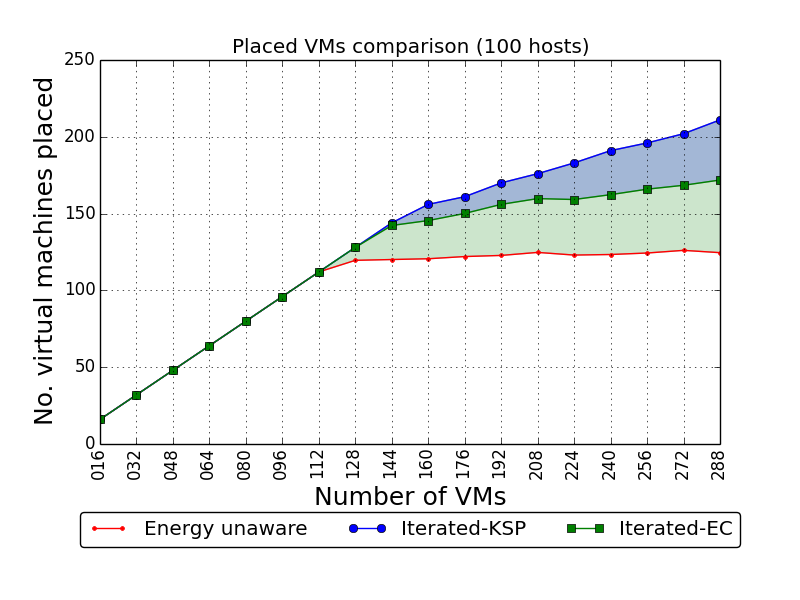 Placed VMs comparison (100 hosts)
250
200
150
100
50
0
No. virtual machines placed
016 032 048 064 080 096 112 128 144 160 176 192 208 224 240 256 272 288
Number of VMs
Energy unaware Iterated-KSP Iterated-EC